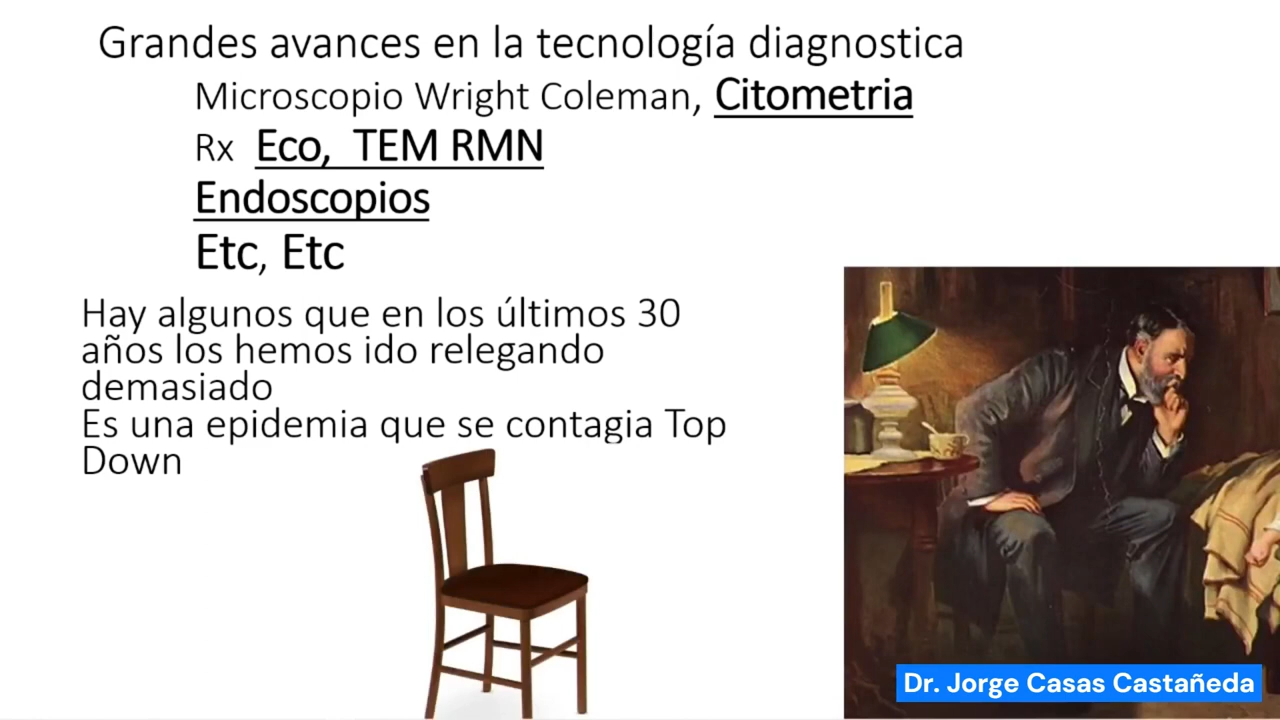 Grandes avances en la tecnología diagnostica
Microscopio Wright Coleman, Citometria
Rx Eco, TEM RMN
Endoscopios
Etc, Etc
Hay algunos que en los últimos 30
años los hemos ido relegando
demasiado
Es una epidemia que se contagia Top
Down
Dr. Jorge Casas Castañeda